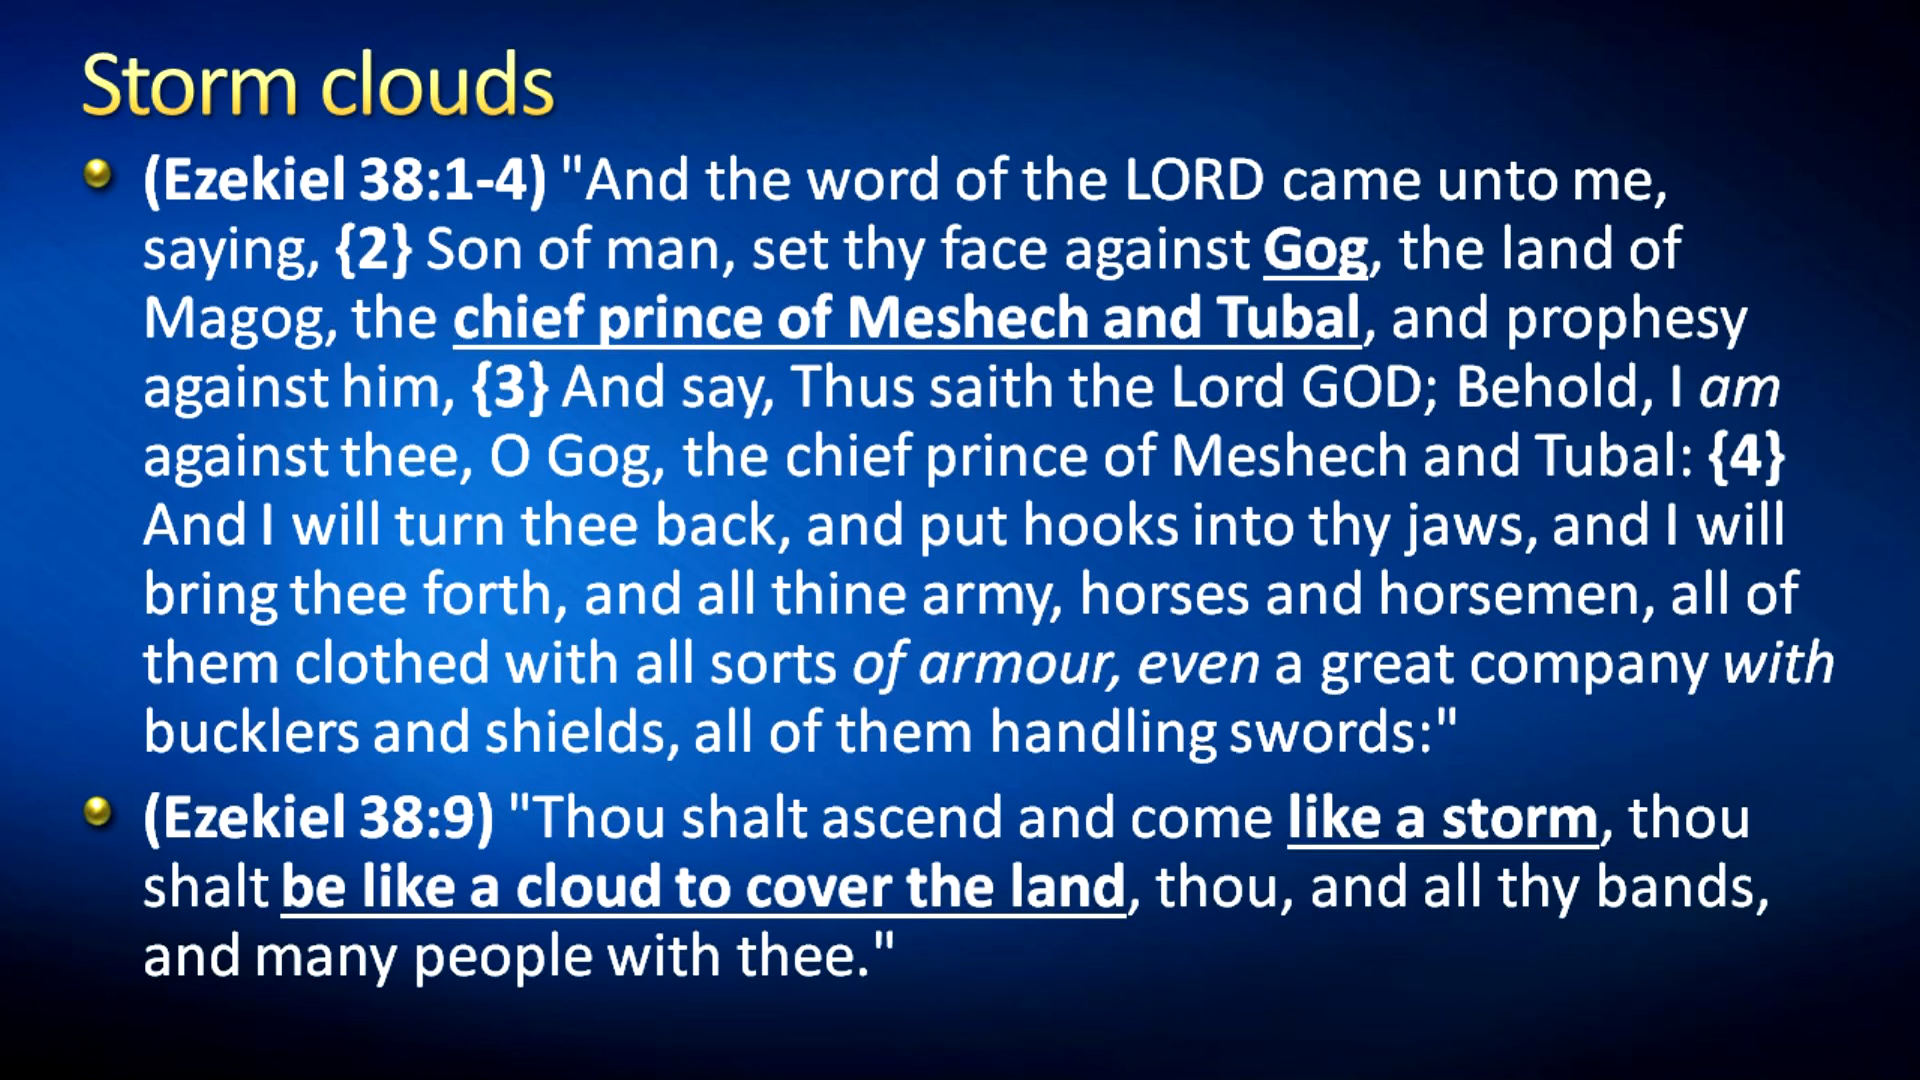 Storm clouds
(Ezekiel 38:1-4) "And the word of the LORD came unto me,
saying, {2} Son of man, set thy face against Gog, the land of
Magog, the chief prince of Meshech and Tubal, and prophesy
against him, {3} And say, Thus saith the Lord GOD; Behold, I am
against thee, O Gog, the chief prince of Meshech and Tubal: {4}
And I will turn thee back, and put hooks into thy jaws, and I will
bring thee forth, and all thine army, horses and horsemen, all of
them clothed with all sorts of armour, even a great company with
bucklers and shields, all of them handling swords:"
(Ezekiel 38:9) "Thou shalt ascend and come like a storm, thou
shalt be like a cloud to cover the land, thou, and all thy bands,
and many people with thee."